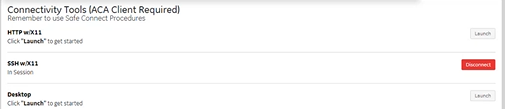 Connectivity Tools (ACA Client Required)
Remember to use Safe Connect Procedures
HTTP w/X11
Click "Launch" to get started
Launch
SSH w/X11
In Session
Disconnect
Desktop
Click "Launch" to get started
Launch